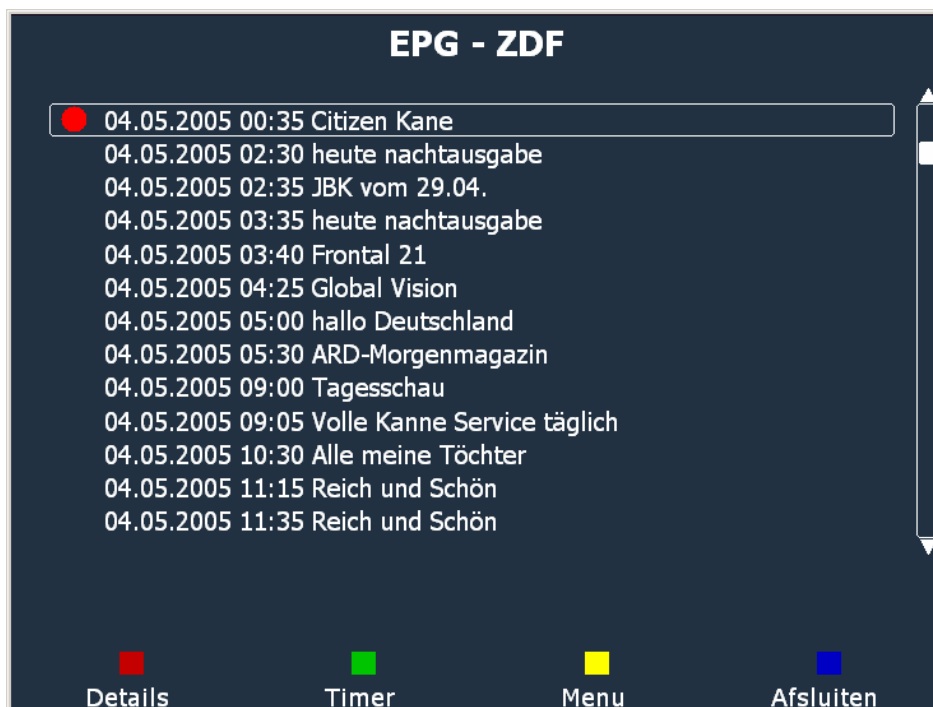 EPG - ZDF
04.05.2005 00:35 Citizen Kane
04.05.2005 02:30 heute nachtausgabe
04.05.2005 02:35 JBK vom 29.04.
04.05.2005 03:35 heute nachtausgabe
04.05.2005 03:40 Frontal 21
04.05.2005 04:25 Global Vision
04.05.2005 05:00 hallo Deutschland
04.05.2005 05:30 ARD-Morgenmagazin
04.05.2005 09:00 Tagesschau
04.05.2005 09:05 Volle Kanne Service täglich
04.05.2005 10:30 Alle meine Töchter
04.05.2005 11:15 Reich und Schön
04.05.2005 11:35 Reich und Schön
Details Timer Menu Afsluiten